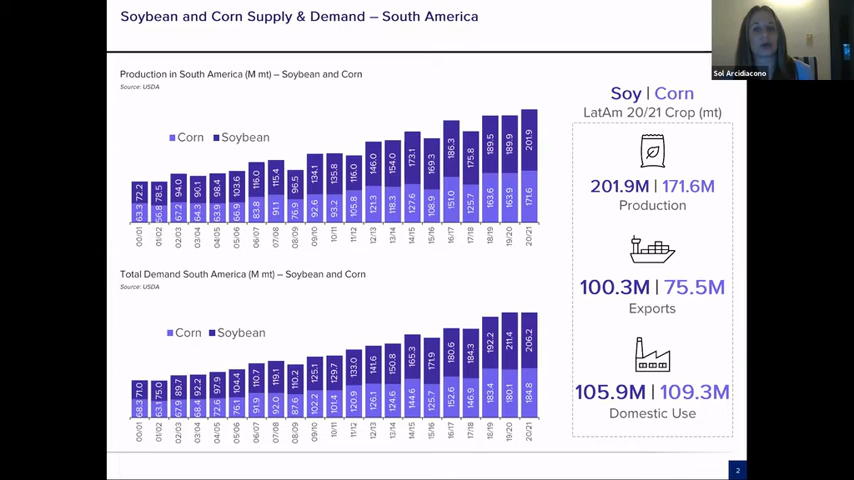 Soybean and Corn Supply & Demand – South America
Sol Arcidiacono
Production in South America (M mt) – Soybean and Corn
Source: USDA
Corn Soybean
72.2 78.5 94.0 90.1 98.4 103.6 116.0 115.4 96.5 134.1 135.8 116.0 146.0 154.0 173.1 169.3 186.3 175.8 189.5 189.9 201.9
63.3 56.8 67.2 64.3 63.9 66.9 83.8 91.1 76.9 92.6 93.2 105.8 121.3 118.3 127.6 108.9 151.0 125.7 163.6 163.9 171.6
00/01 01/02 02/03 03/04 04/05 05/06 06/07 07/08 08/09 09/10 10/11 11/12 12/13 13/14 14/15 15/16 16/17 17/18 18/19 19/20 20/21
Total Demand South America (M mt) – Soybean and Corn
Source: USDA
Corn Soybean
71.0 75.0 89.7 92.2 97.9 104.4 110.7 119.1 110.2 125.1 129.7 133.0 141.6 150.8 165.3 171.9 180.6 184.3 192.2 211.4 206.2
68.3 63.1 67.9 68.4 72.6 76.1 91.9 92.0 87.6 102.2 101.4 120.9 126.1 124.6 144.6 125.7 152.6 146.9 183.4 180.1 184.8
00/01 01/02 02/03 03/04 04/05 05/06 06/07 07/08 08/09 09/10 10/11 11/12 12/13 13/14 14/15 15/16 16/17 17/18 18/19 19/20 20/21
Soy | Corn
LatAm 20/21 Crop (mt)
201.9M | 171.6M
Production
100.3M | 75.5M
Exports
105.9M | 109.3M
Domestic Use
2